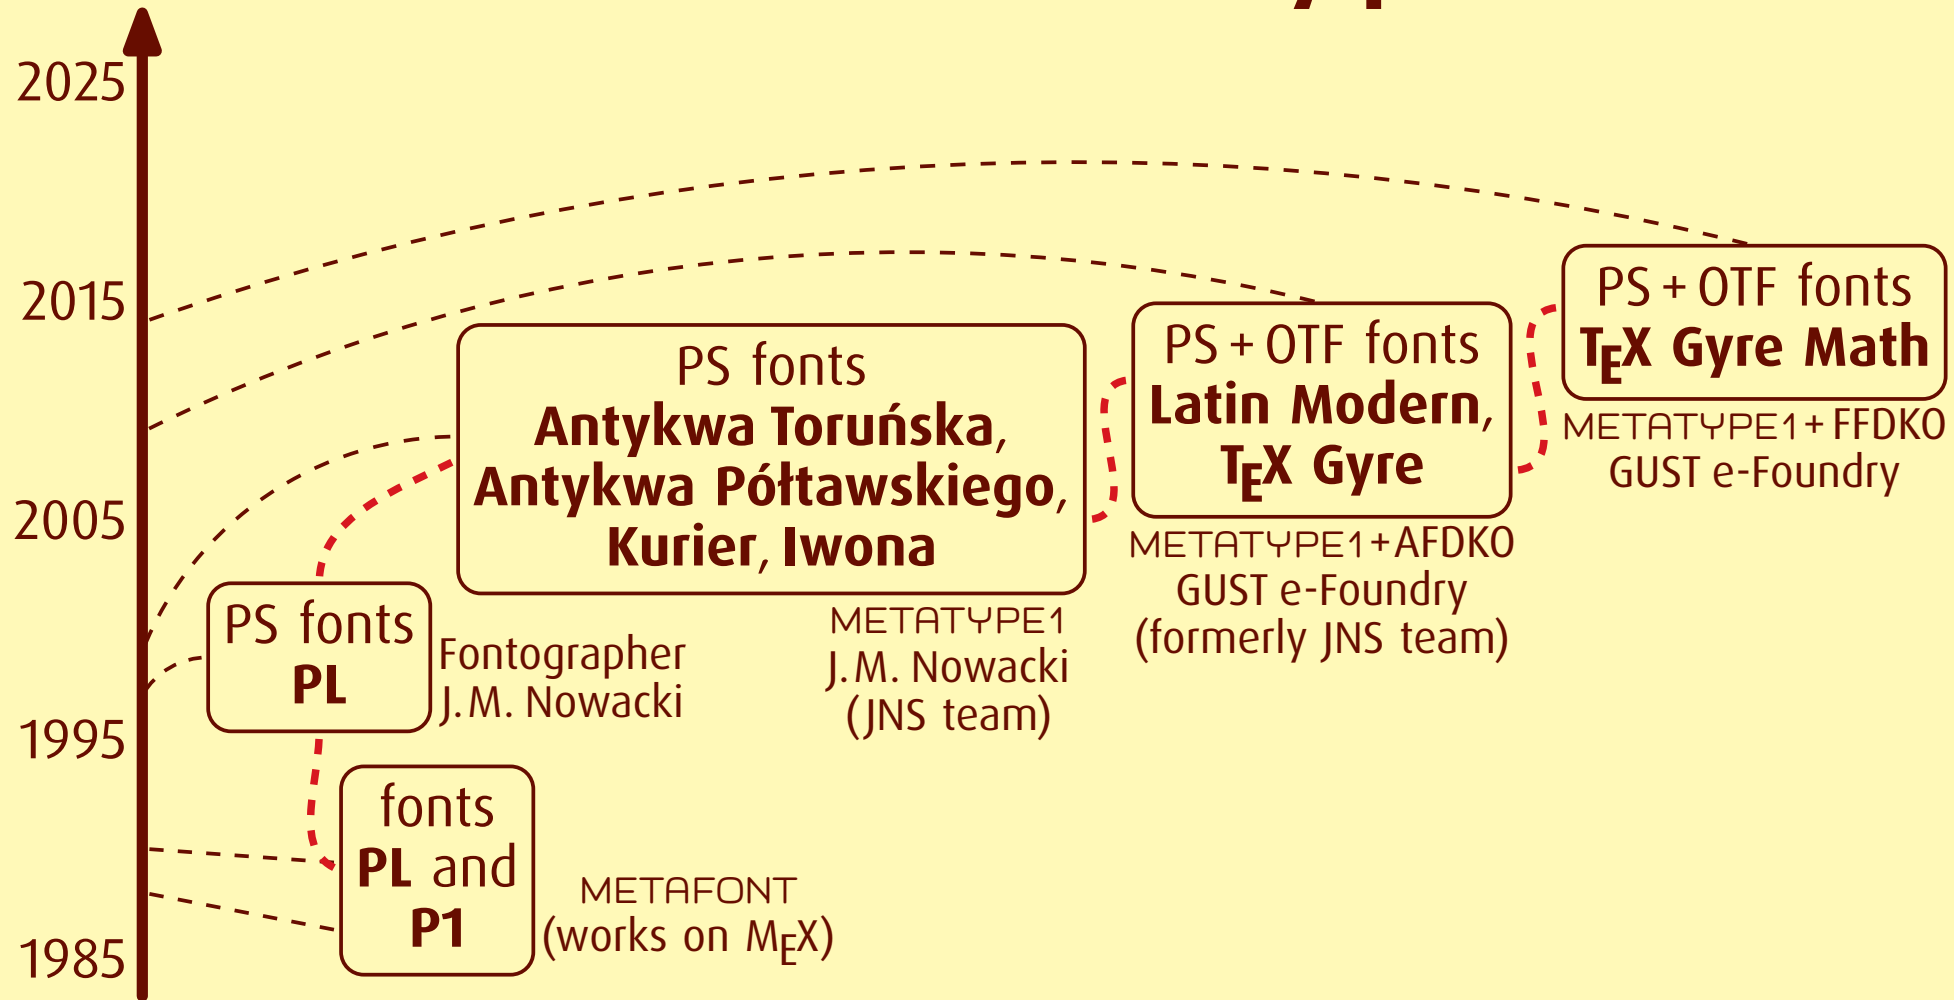 2025
2015
2005
1995
1985
PS + OTF fonts
TEX Gyre Math
METATYPE1 + FFDKO
GUST e-Foundry
PS + OTF fonts
Latin Modern,
TEX Gyre
METATYPE1+AFDKO
GUST e-Foundry
(formerly JNS team)
PS fonts
Antykwa Toruńska,
Antykwa Półtawskiego,
Kurier, Iwona
METATYPE1
J.M. Nowacki
(JNS team)
PS fonts
PL
Fontographer
J.M. Nowacki
fonts
PL and
P1
METAFONT
(works on MEX)